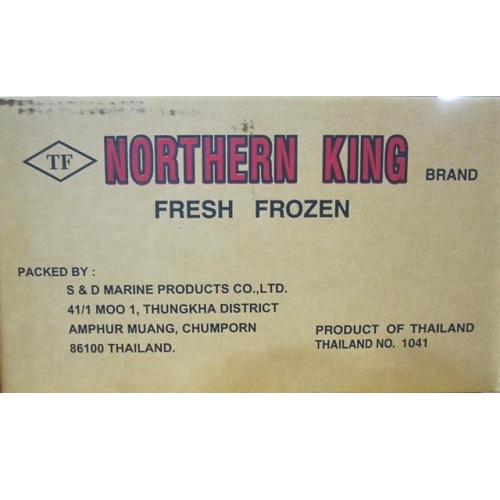 TF NORTHERN KING BRAND
FRESH FROZEN
PACKED BY :
S & D MARINE PRODUCTS CO.,LTD.
41/1 MOO 1, THUNGKHA DISTRICT
AMPHUR MUANG, CHUMPORN
86100 THAILAND.
PRODUCT OF THAILAND
THAILAND NO. 1041